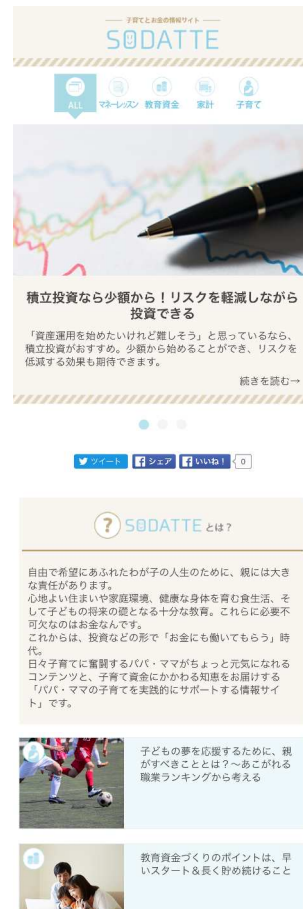 子育てとお金の情報サイト
SODATTE
ALL
マネーレッスン
教育資金
家計
子育て
積立投資なら少額から！リスクを軽減しながら
投資できる
「資産運用を始めたいけれど難しそう」と思っているなら、
積立投資がおすすめ。少額から始めることができ、リスクを
低減する効果も期待できます。
続きを読む→
ツイート
シェア
いいね！
0
? SODATTE とは？
自由で希望にあふれたわが子の人生のために、親には大き
な責任があります。
心地よい住まいや家庭環境、健康な身体を育む食生活、そ
して子どもの将来の礎となる十分な教育。これらに必要不
可欠なのはお金なんです。
これからは、投資などの形で「お金にも働いてもらう」時
代。
日々子育てに奮闘するパパ・ママがちょっと元気になれる
コンテンツと、子育て資金にかかわる知恵をお届けする
「パパ・ママの子育てを実践的にサポートする情報サイ
ト」です。
子どもの夢を応援するために、親
がすべきこととは？～あこがれる
職業ランキングから考える
教育資金づくりのポイントは、早
いスタート＆長く貯め続けること